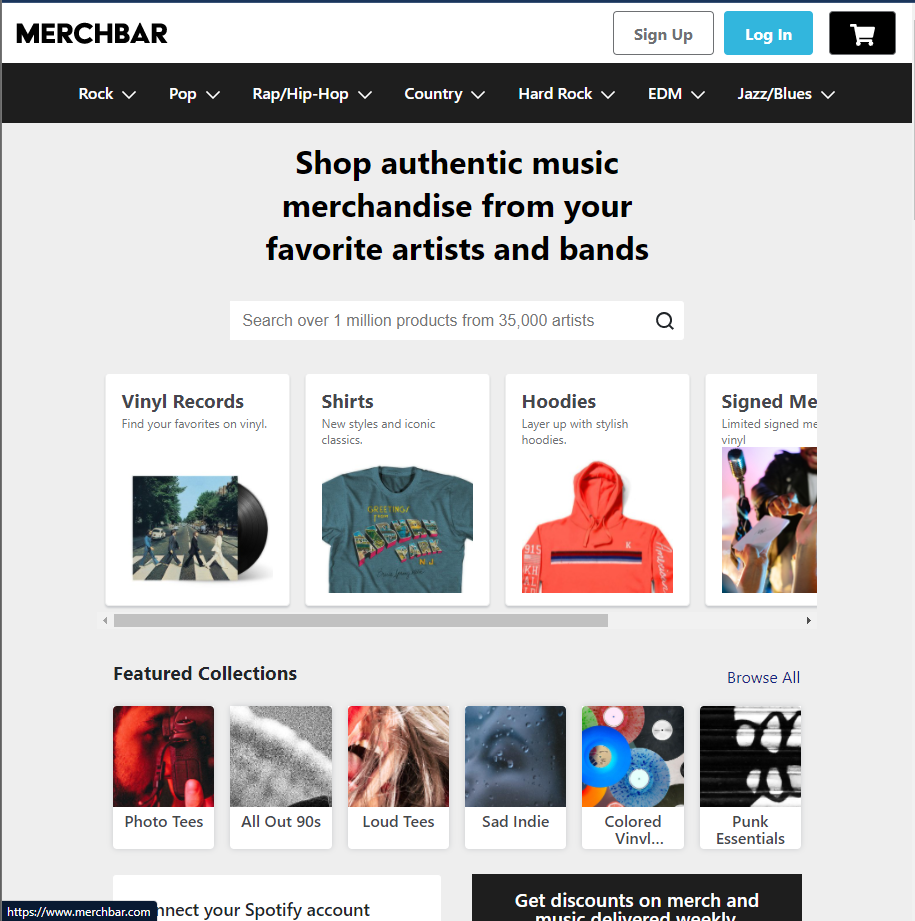 MERCHBAR
Sign Up
Log In
Rock
Pop
Rap/Hip-Hop
Country
Hard Rock
EDM
Jazz/Blues
Shop authentic music
merchandise from your
favorite artists and bands
Search over 1 million products from 35,000 artists
Vinyl Records
Find your favorites on vinyl.
Shirts
New styles and iconic
classics.
GREETINGS
from
ASBURY
PARK
N.J.
Hoodies
Layer up with stylish
hoodies.
K
Signed Me
Limited signed me
vinyl
Featured Collections
Browse All
Photo Tees
All Out 90s
Loud Tees
Sad Indie
Colored
Vinyl...
Punk
Essentials
nnect your Spotify account
Get discounts on merch and
music delivered weekly
https://www.merchbar.com